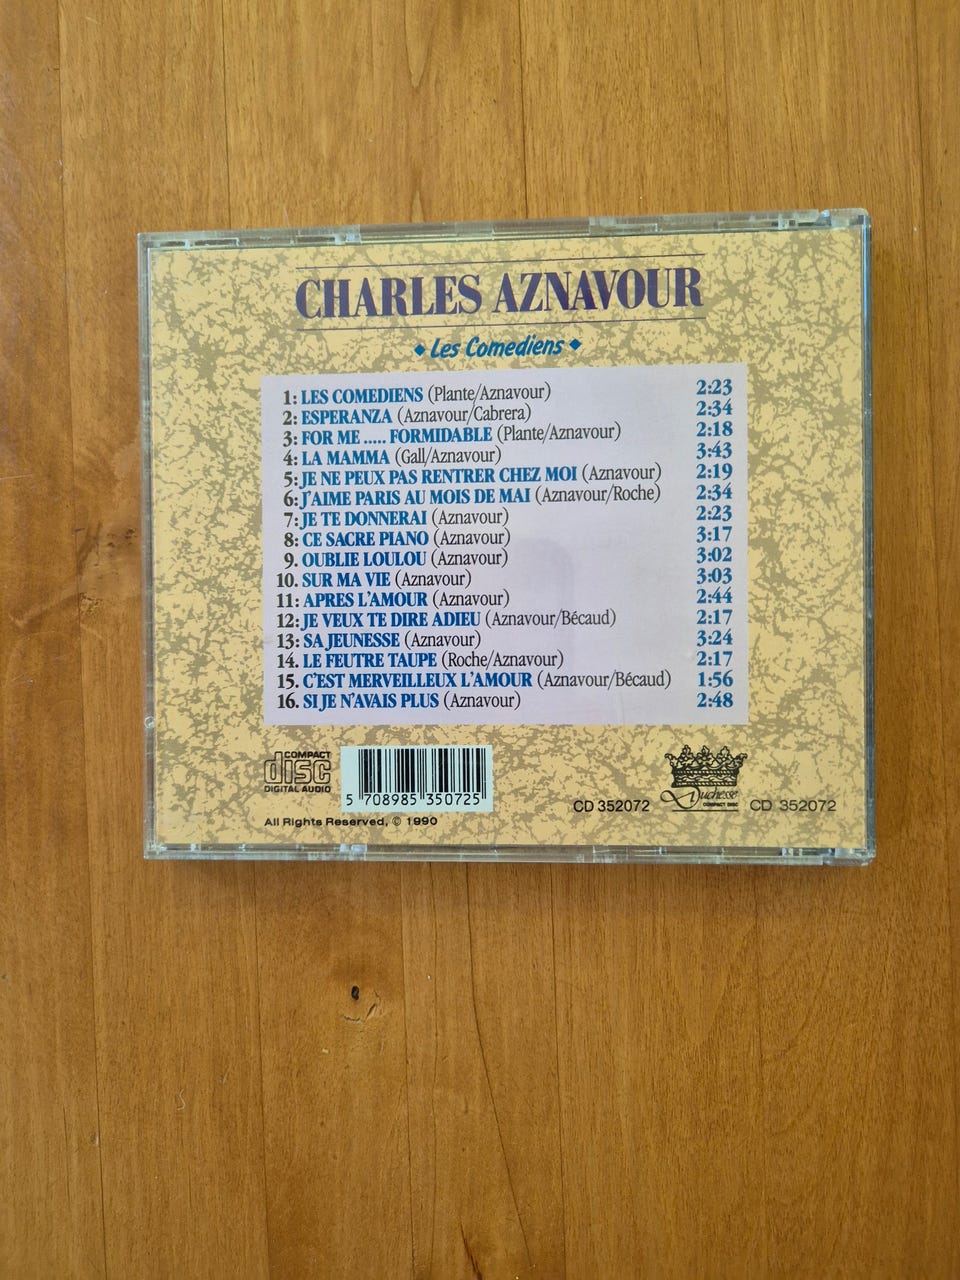 CHARLES AZNAVOUR
Les Comediens
1: LES COMEDIENS (Plante/Aznavour) 2:23
2: ESPERANZA (Aznavour/Cabrera) 2:34
3: FOR ME ..... FORMIDABLE (Plante/Aznavour) 2:18
4: LA MAMMA (Gall/Aznavour) 3:43
5: JE NE PEUX PAS RENTRER CHEZ MOI (Aznavour) 2:19
6: J'AIME PARIS AU MOIS DE MAI (Aznavour/Roche) 2:34
7: JE TE DONNERAI (Aznavour) 2:23
8: CE SACRE PIANO (Aznavour) 3:17
9. OUBLIE LOULOU (Aznavour) 3:02
10. SUR MA VIE (Aznavour) 3:03
11: APRES L'AMOUR (Aznavour) 2:44
12: JE VEUX TE DIRE ADIEU (Aznavour/Bécaud) 2:17
13: SA JEUNESSE (Aznavour) 3:24
14. LE FEUTRE TAUPE (Roche/Aznavour) 2:17
15. C'EST MERVEILLEUX L'AMOUR (Aznavour/Bécaud) 1:56
16. SI JE N'AVAIS PLUS (Aznavour) 2:48
COMPACT
disc
DIGITAL AUDIO
5 708985 350725
All Rights Reserved, © 1990
CD 352072
Duchesse
COMPACT DISC
CD 352072